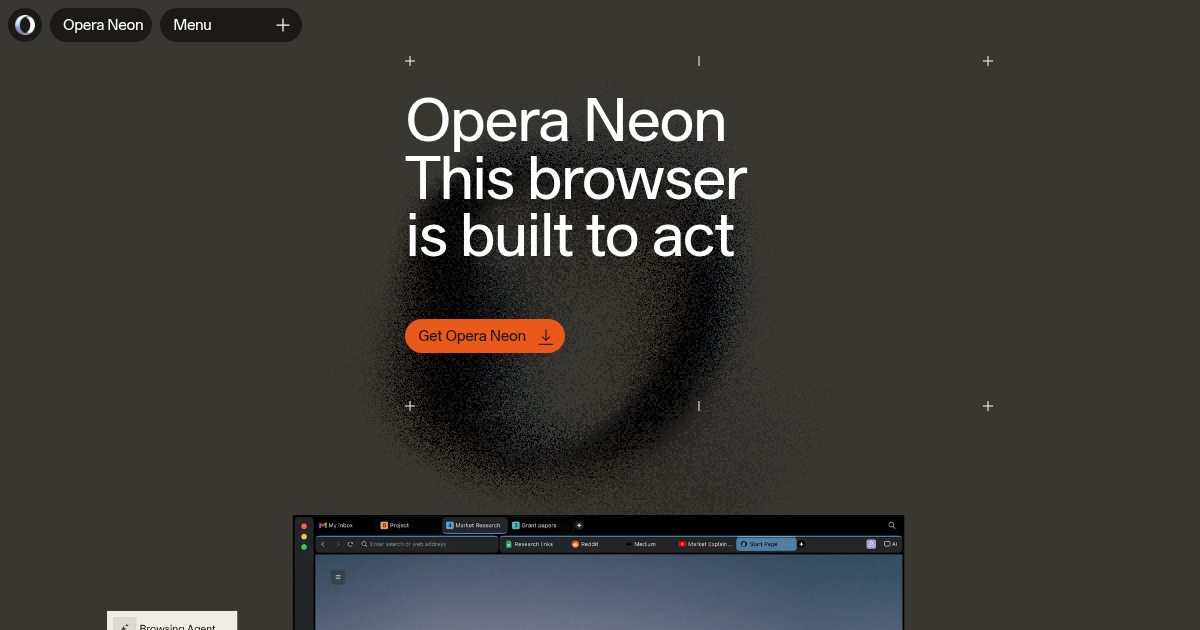 Opera Neon
Menu
Opera Neon
This browser
is built to act
Get Opera Neon
My Inbox
Project
Market Research
Grant papers
Enter search or web address
Research links
Reddit
Medium
Market Explain...
Start Page
AI
Browsing Agent